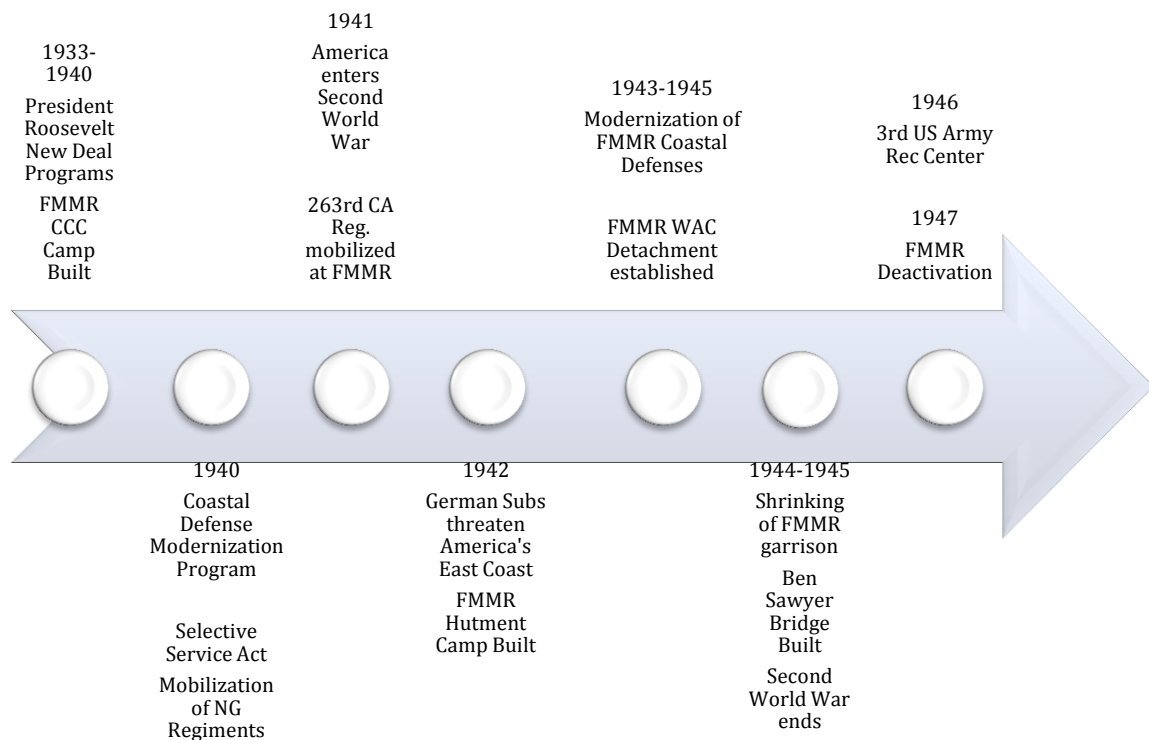 1933-
1940
President
Roosevelt
New Deal
Programs
FMMR
CCC
Camp
Built
1940
Coastal
Defense
Modernization
Program
Selective
Service Act
Mobilization
of NG
Regiments
1941
America
enters
Second
World
War
263rd CA
Reg.
mobilized
at FMMR
1942
German Subs
threaten
America's
East Coast
FMMR
Hutment
Camp Built
1943-1945
Modernization of
FMMR Coastal
Defenses
FMMR WAC
Detachment
established
1944-1945
Shrinking
of FMMR
garrison
Ben
Sawyer
Bridge
Built
Second
World War
ends
1946
3rd US Army
Rec Center
1947
FMMR
Deactivation